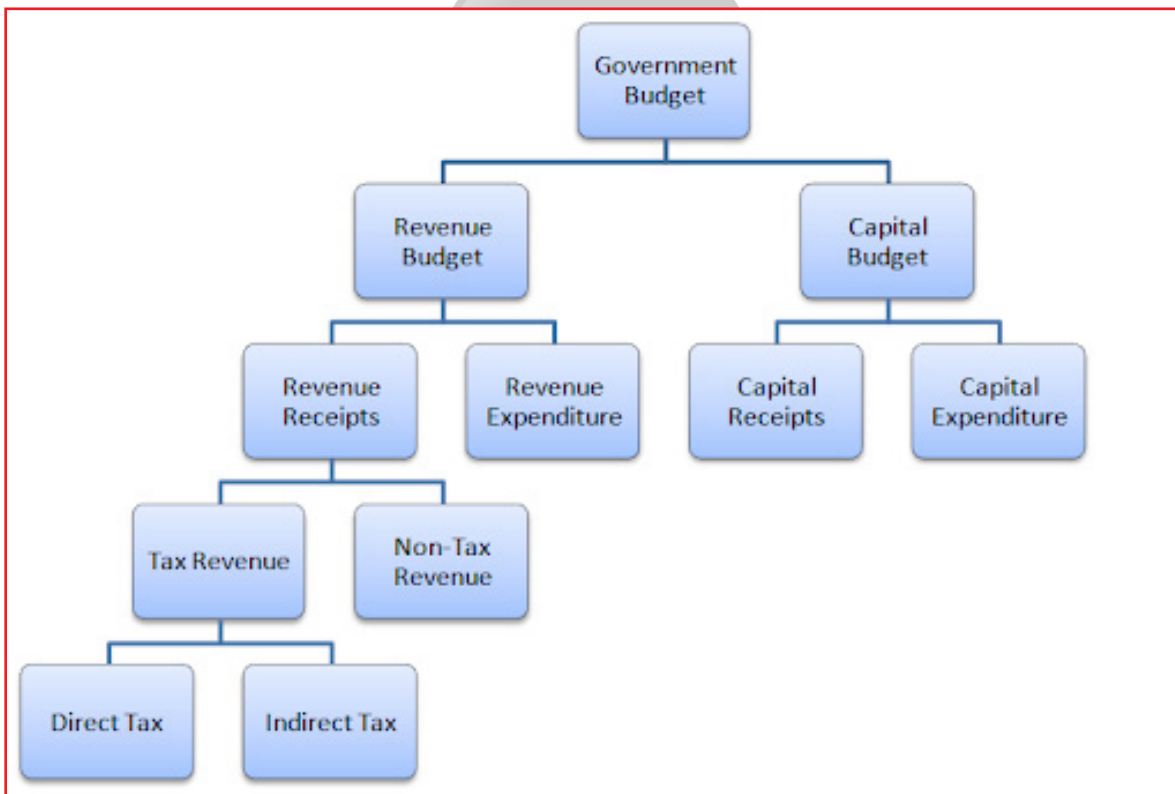 Government
Budget
Revenue
Budget
Capital
Budget
Revenue
Receipts
Revenue
Expenditure
Capital
Receipts
Capital
Expenditure
Tax Revenue
Non-Tax
Revenue
Direct Tax
Indirect Tax